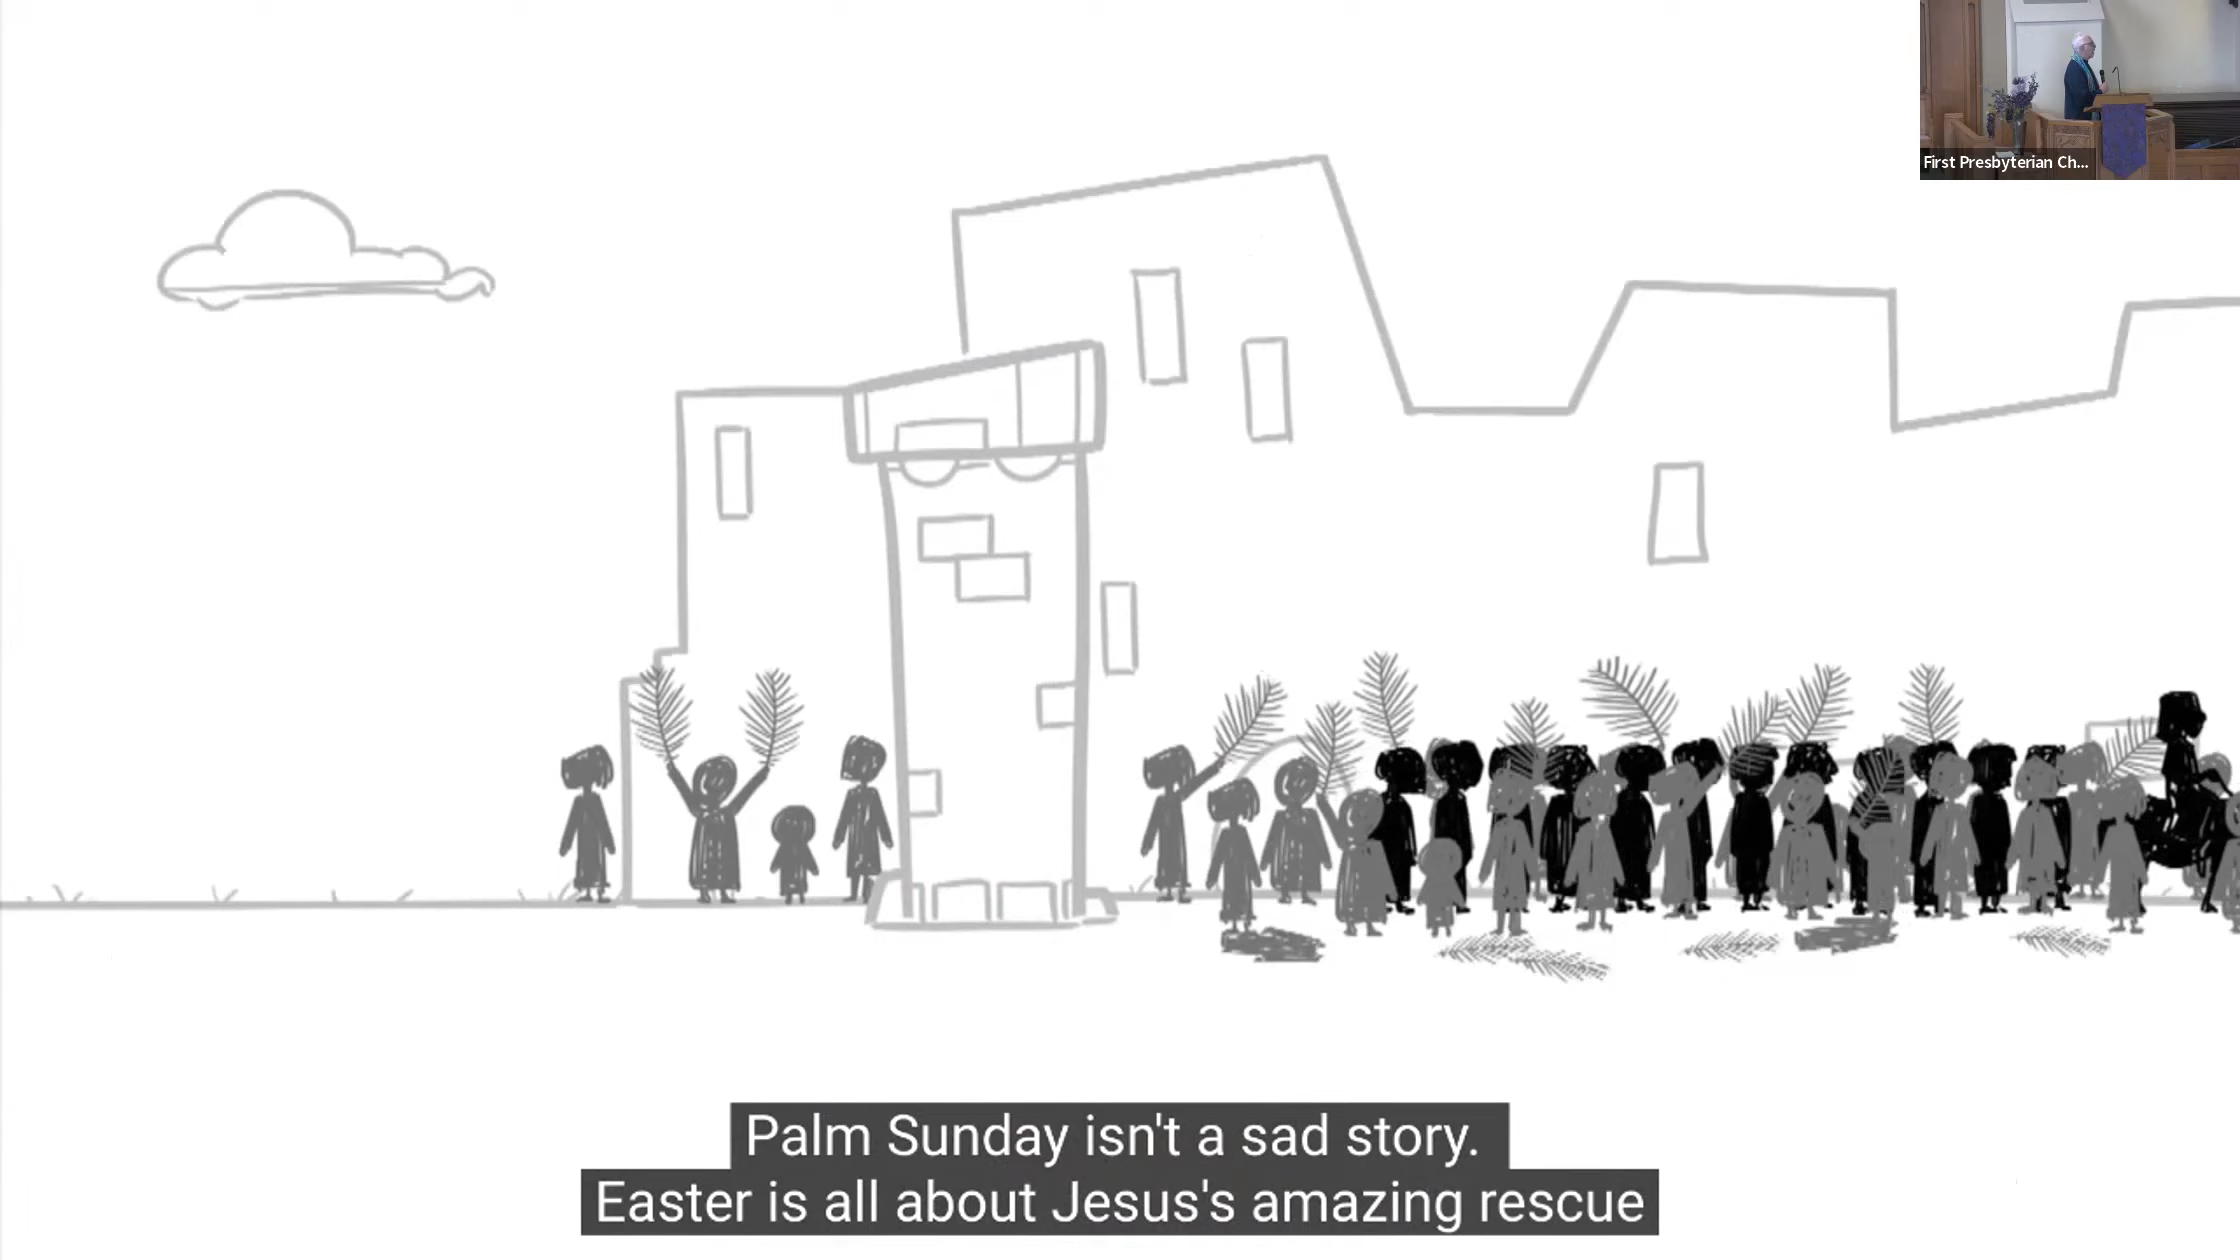 First Presbyterian Ch...
Palm Sunday isn't a sad story.
Easter is all about Jesus's amazing rescue